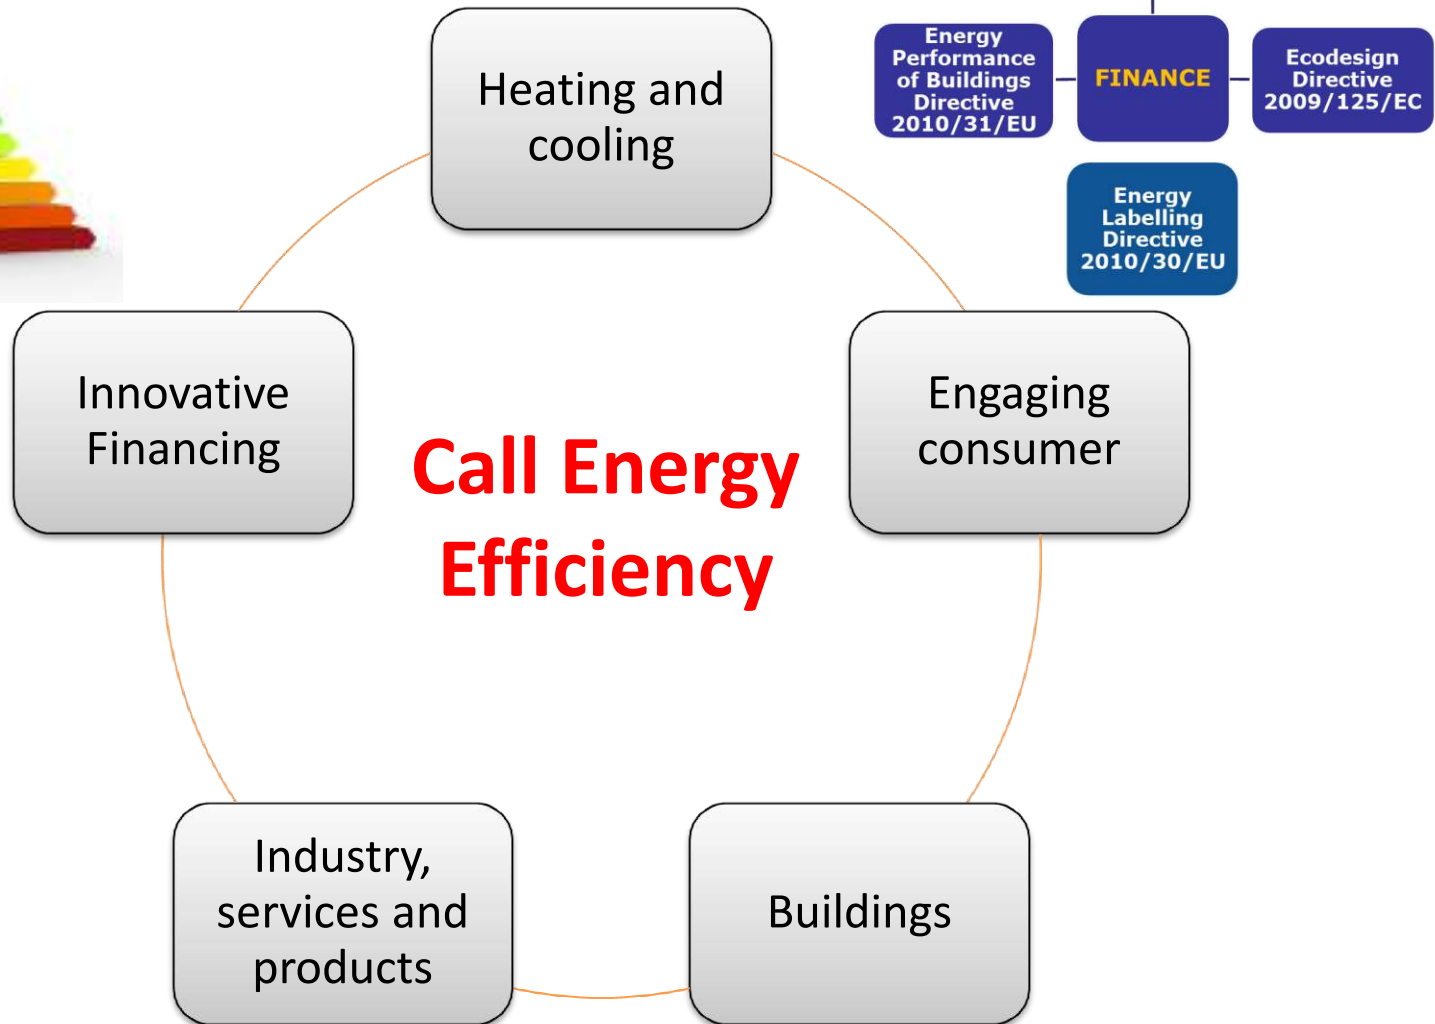 Heating and
cooling
Energy
Performance
of Buildings
Directive
2010/31/EU
FINANCE
Ecodesign
Directive
2009/125/EC
Energy
Labelling
Directive
2010/30/EU
Innovative
Financing
Call Energy
Efficiency
Engaging
consumer
Industry,
services and
products
Buildings